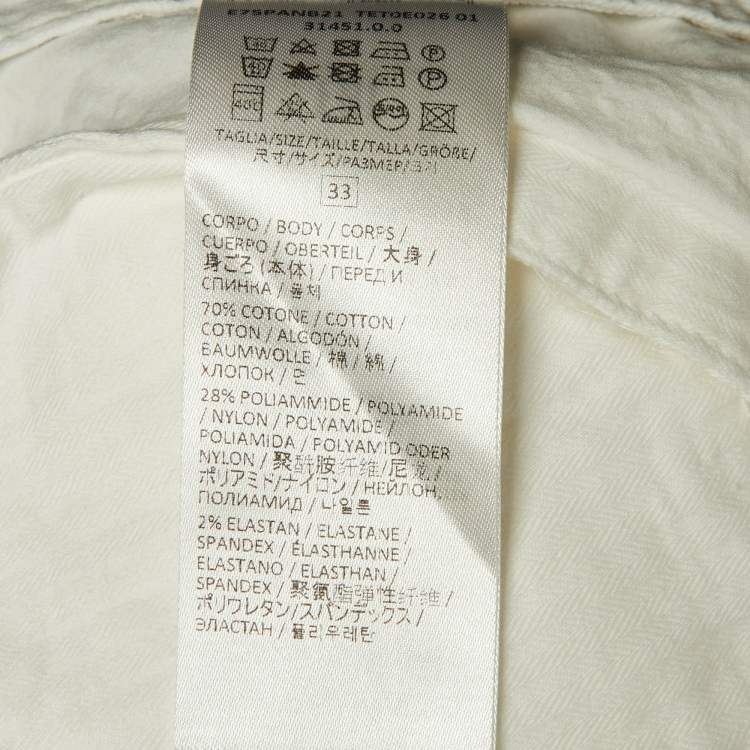 E75PANB21 TET0E026 01
31451.0.0
TAGLIA/SIZE/TAILLE/TALLA/GRÖßE/
尺寸/サイズ/РАЗМЕР/크기
33
CORPO / BODY / CORPS /
CUERPO / OBERTEIL / 大身 /
身ごろ (本体) / ПЕРЕД И
СПИНКА / 몸체
70% COTONE / COTTON /
COTON / ALGODÓN /
BAUMWOLLE / 棉 / 綿 /
ХЛОПОК / 면
28% POLIAMMIDE / POLYAMIDE
/ NYLON / POLYAMIDE /
POLIAMIDA / POLYAMID ODER
NYLON / 聚酰胺纤维/尼龙 /
ポリアミド/ナイロン / НЕЙЛОН,
ПОЛИАМИД / 나일론
2% ELASTAN / ELASTANE /
SPANDEX / ÉLASTHANNE /
ELASTANO / ELASTHAN /
SPANDEX / 聚氨酯弹性纤维 /
ポリウレタン/スパンデックス /
ЭЛАСТАН / 폴리우레탄